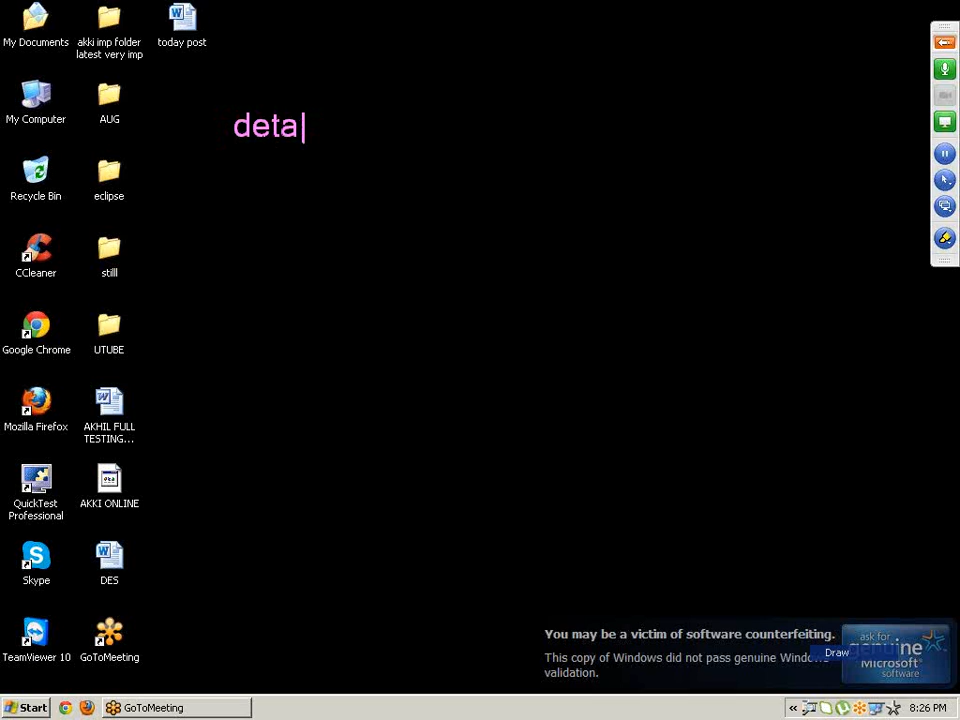 My Documents
akki imp folder
latest very imp
today post
My Computer
AUG
deta
Recycle Bin
eclipse
CCleaner
stilll
Google Chrome
UTUBE
Mozilla Firefox
AKHIL FULL
TESTING...
QuickTest
Professional
AKKI ONLINE
Skype
DES
TeamViewer 10
GoToMeeting
You may be a victim of software counterfeiting.
This copy of Windows did not pass genuine Windows
validation.
Draw
ask for
genuine
Microsoft
software
Start
GoToMeeting
8:26 PM